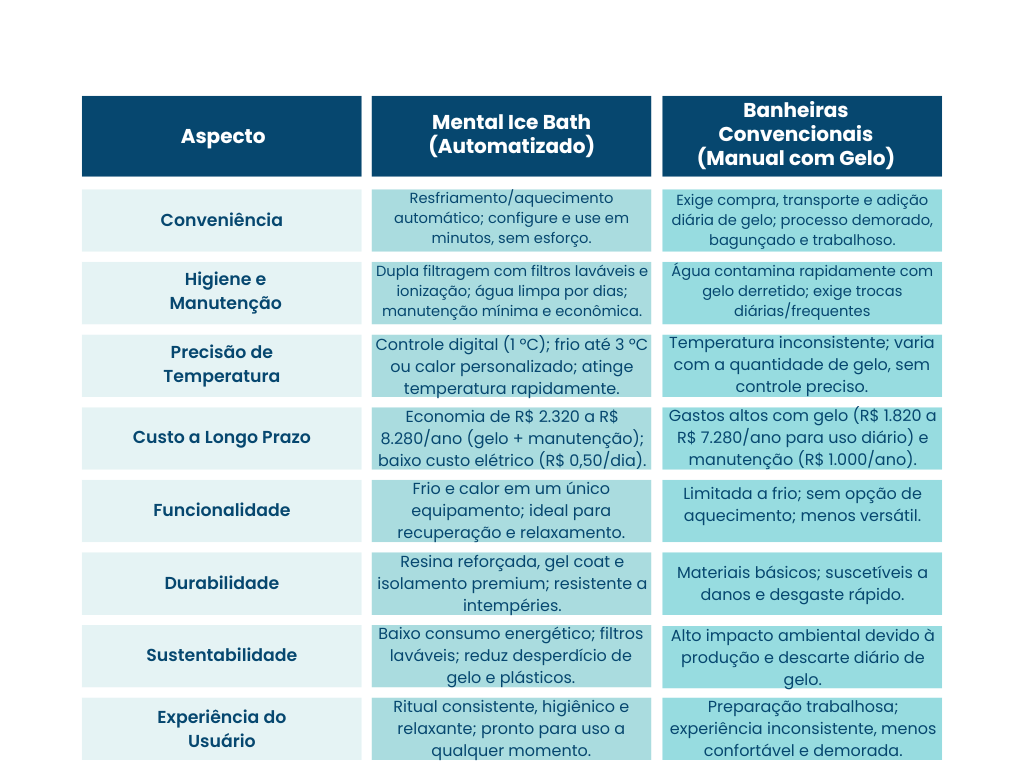 Aspecto
Mental Ice Bath
(Automatizado)
Banheiras
Convencionais
(Manual com Gelo)
Conveniência
Resfriamento/aquecimento
automático; configure e use em
minutos, sem esforço.
Exige compra, transporte e adição
diária de gelo; processo demorado,
bagunçado e trabalhoso.
Higiene e
Manutenção
Dupla filtragem com filtros laváveis e
ionização; água limpa por dias;
manutenção mínima e econômica.
Água contamina rapidamente com
gelo derretido; exige trocas
diárias/frequentes
Precisão de
Temperatura
Controle digital (1 °C); frio até 3 °C
ou calor personalizado; atinge
temperatura rapidamente.
Temperatura inconsistente; varia
com a quantidade de gelo, sem
controle preciso.
Custo a Longo Prazo
Economia de R$ 2.320 a R$
8.280/ano (gelo + manutenção);
baixo custo elétrico (R$ 0,50/dia).
Gastos altos com gelo (R$ 1.820 a
R$ 7.280/ano para uso diário) e
manutenção (R$ 1.000/ano).
Funcionalidade
Frio e calor em um único
equipamento; ideal para
recuperação e relaxamento.
Limitada a frio; sem opção de
aquecimento; menos versátil.
Durabilidade
Resina reforçada, gel coat e
isolamento premium; resistente a
intempéries.
Materiais básicos; suscetíveis a
danos e desgaste rápido.
Sustentabilidade
Baixo consumo energético; filtros
laváveis; reduz desperdício de
gelo e plásticos.
Alto impacto ambiental devido à
produção e descarte diário de
gelo.
Experiência do
Usuário
Ritual consistente, higiênico e
relaxante; pronto para uso a
qualquer momento.
Preparação trabalhosa;
experiência inconsistente, menos
confortável e demorada.